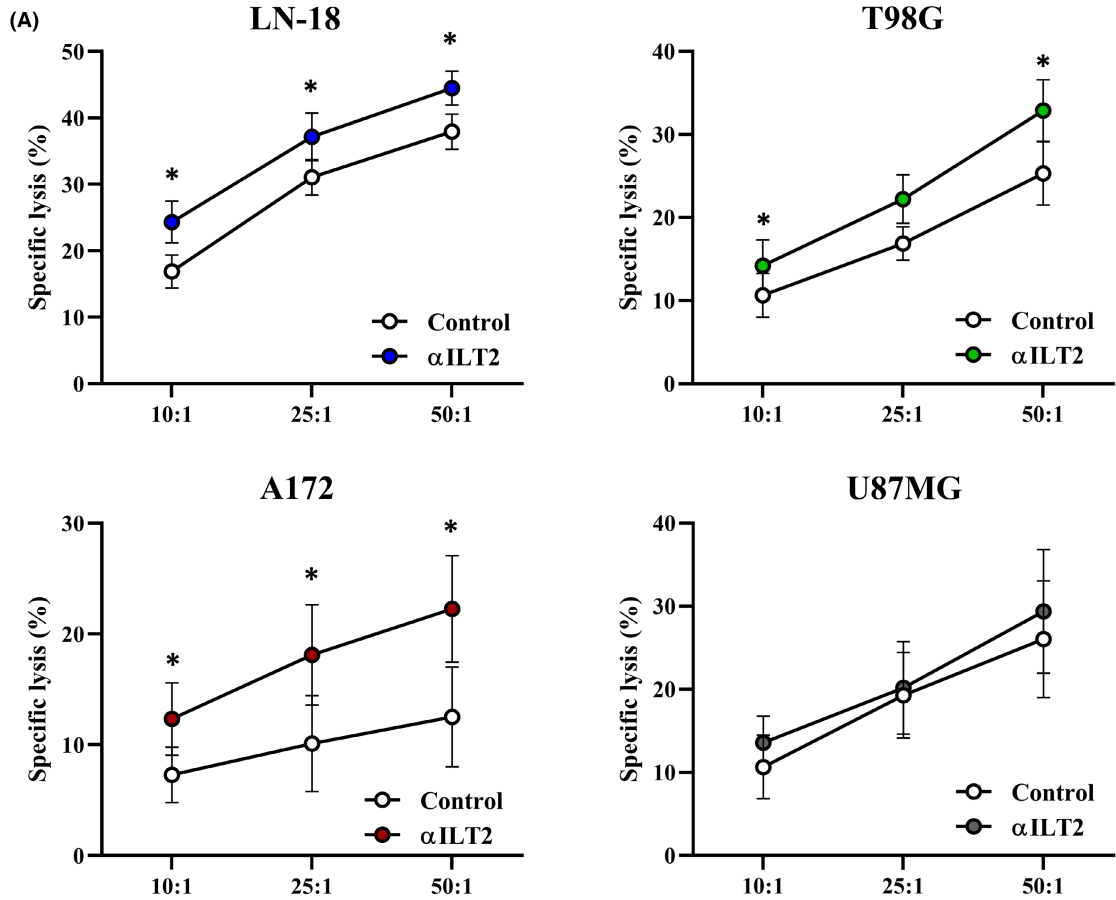 (A)
LN-18
Specific lysis (%)
50
40
30
20
10
0
*
*
*
Control
αILT2
10:1
25:1
50:1
T98G
Specific lysis (%)
40
30
20
10
0
*
*
Control
αILT2
10:1
25:1
50:1
A172
Specific lysis (%)
30
20
10
0
*
*
*
Control
αILT2
10:1
25:1
50:1
U87MG
Specific lysis (%)
40
30
20
10
0
Control
αILT2
10:1
25:1
50:1